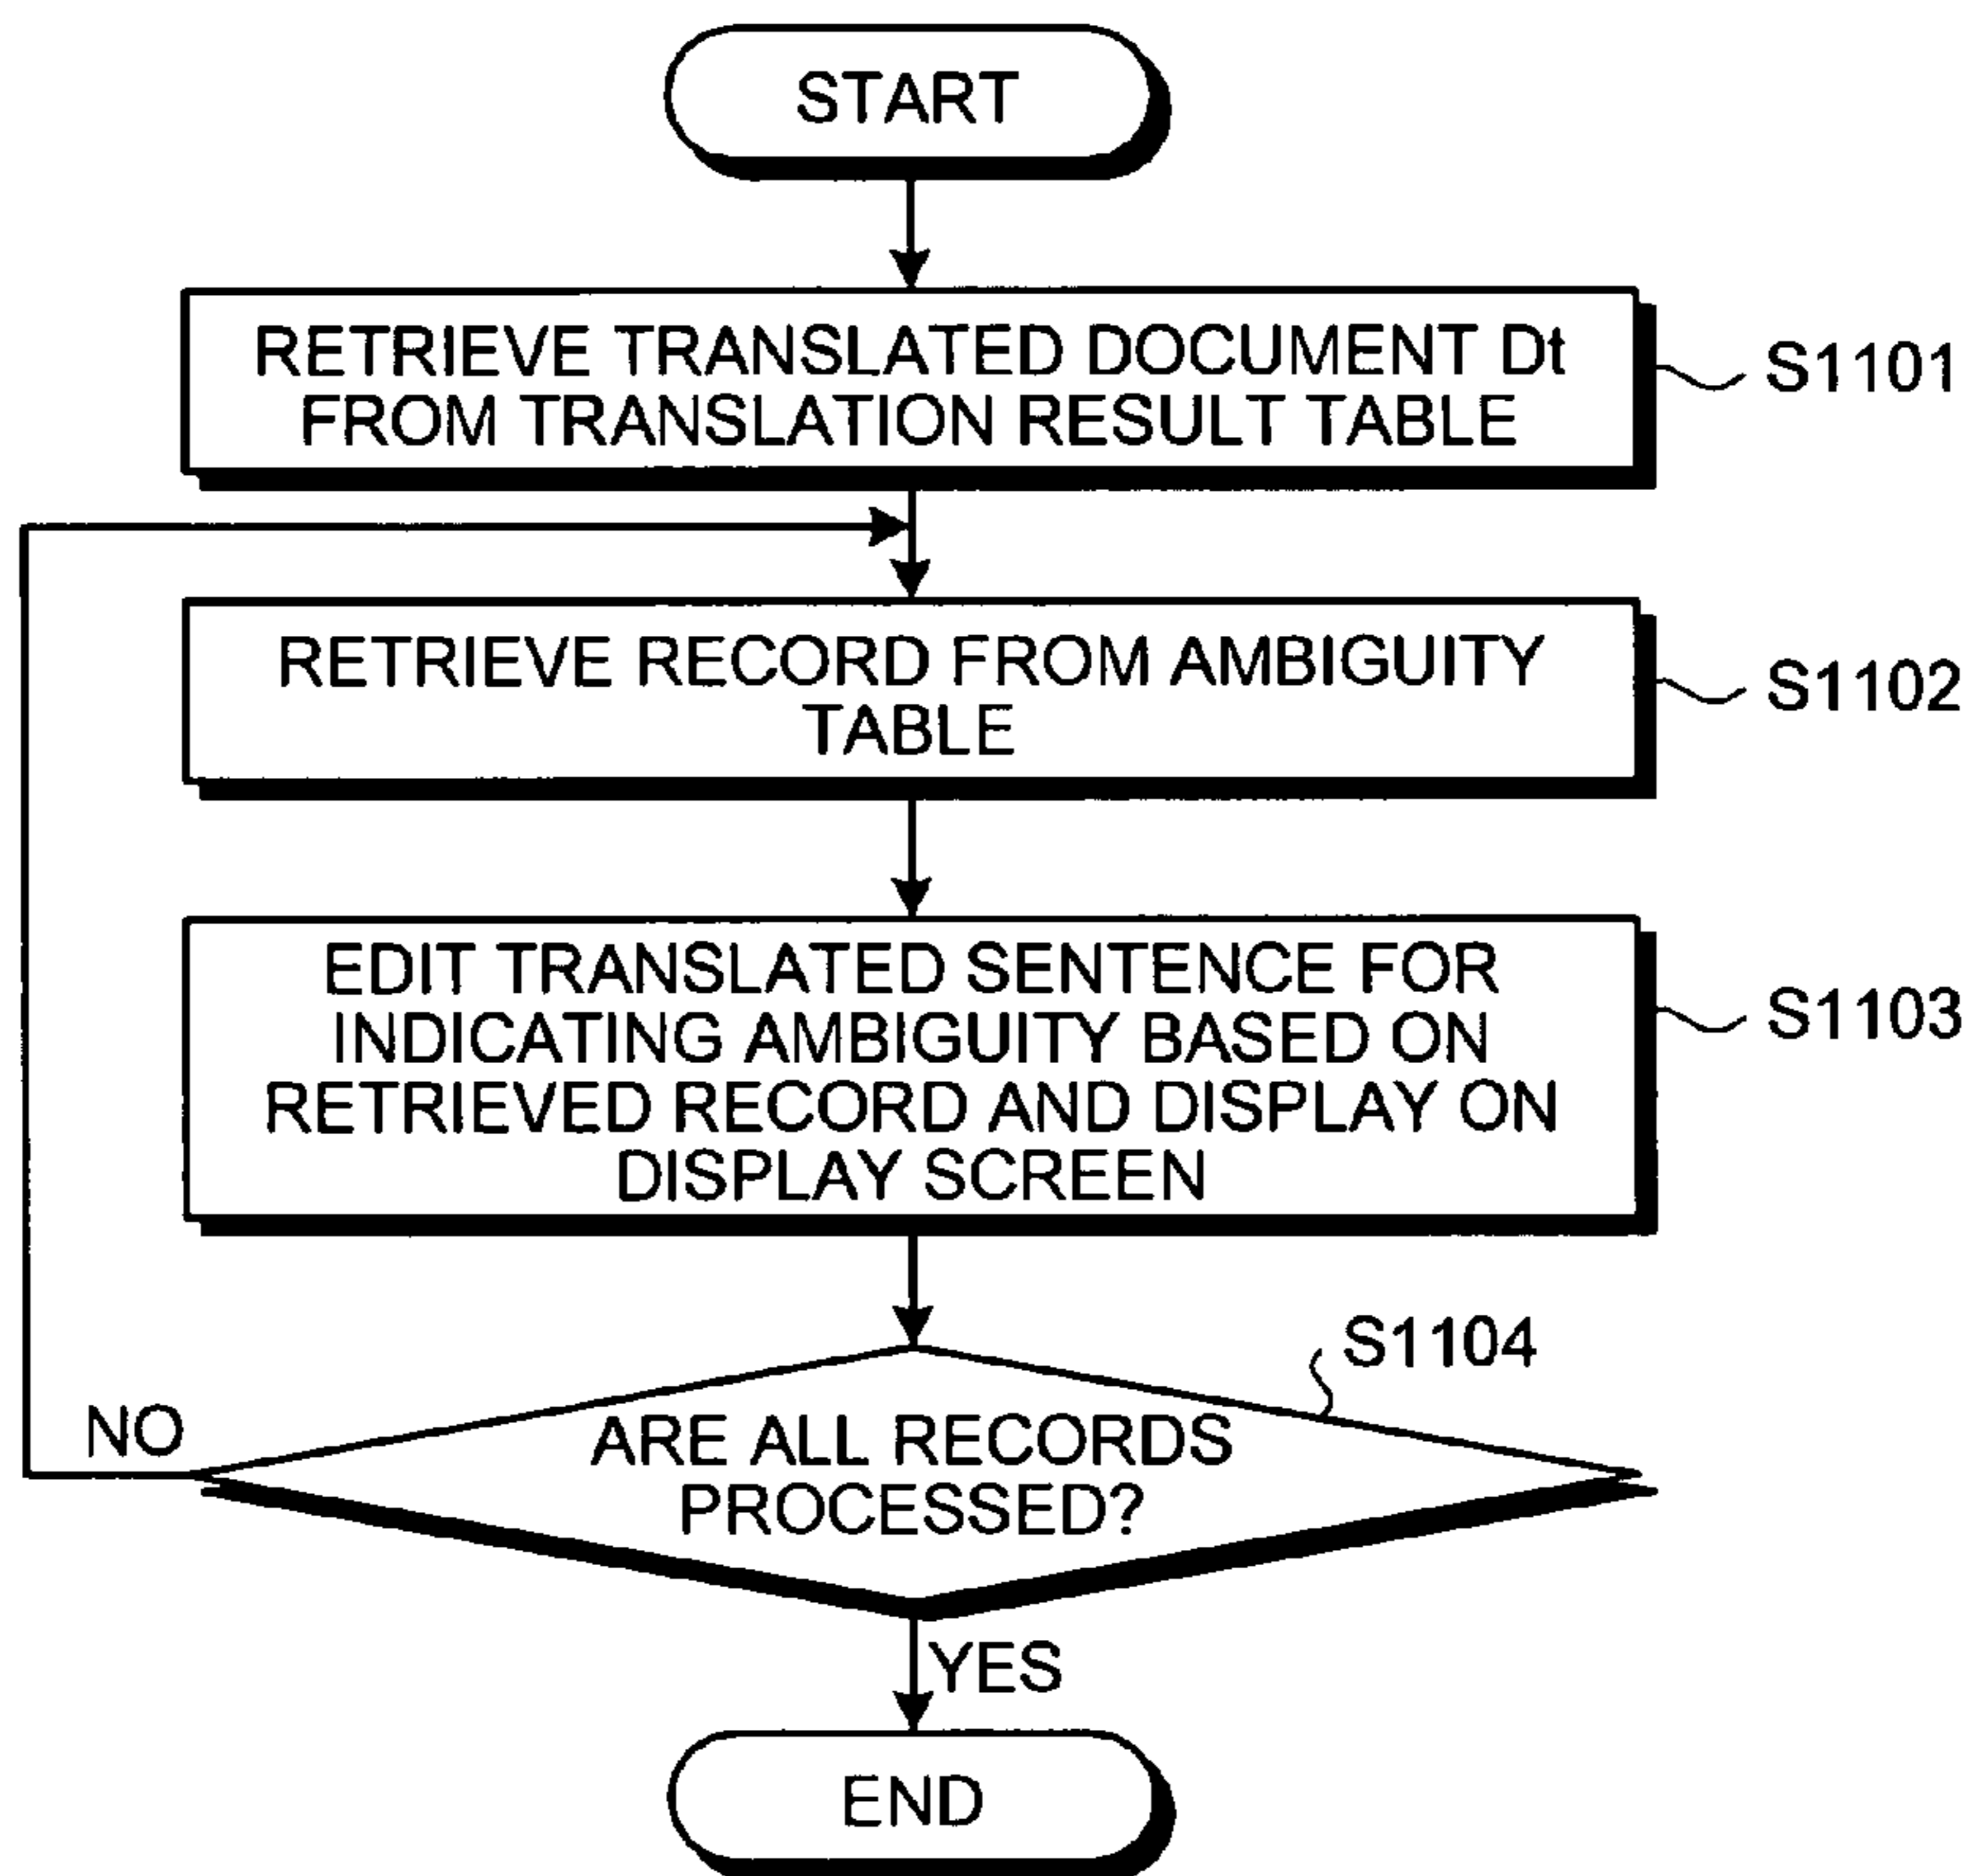 START
RETRIEVE TRANSLATED DOCUMENT Dt
FROM TRANSLATION RESULT TABLE
S1101
RETRIEVE RECORD FROM AMBIGUITY
TABLE
S1102
EDIT TRANSLATED SENTENCE FOR
INDICATING AMBIGUITY BASED ON
RETRIEVED RECORD AND DISPLAY ON
DISPLAY SCREEN
S1103
S1104
NO
ARE ALL RECORDS
PROCESSED?
YES
END